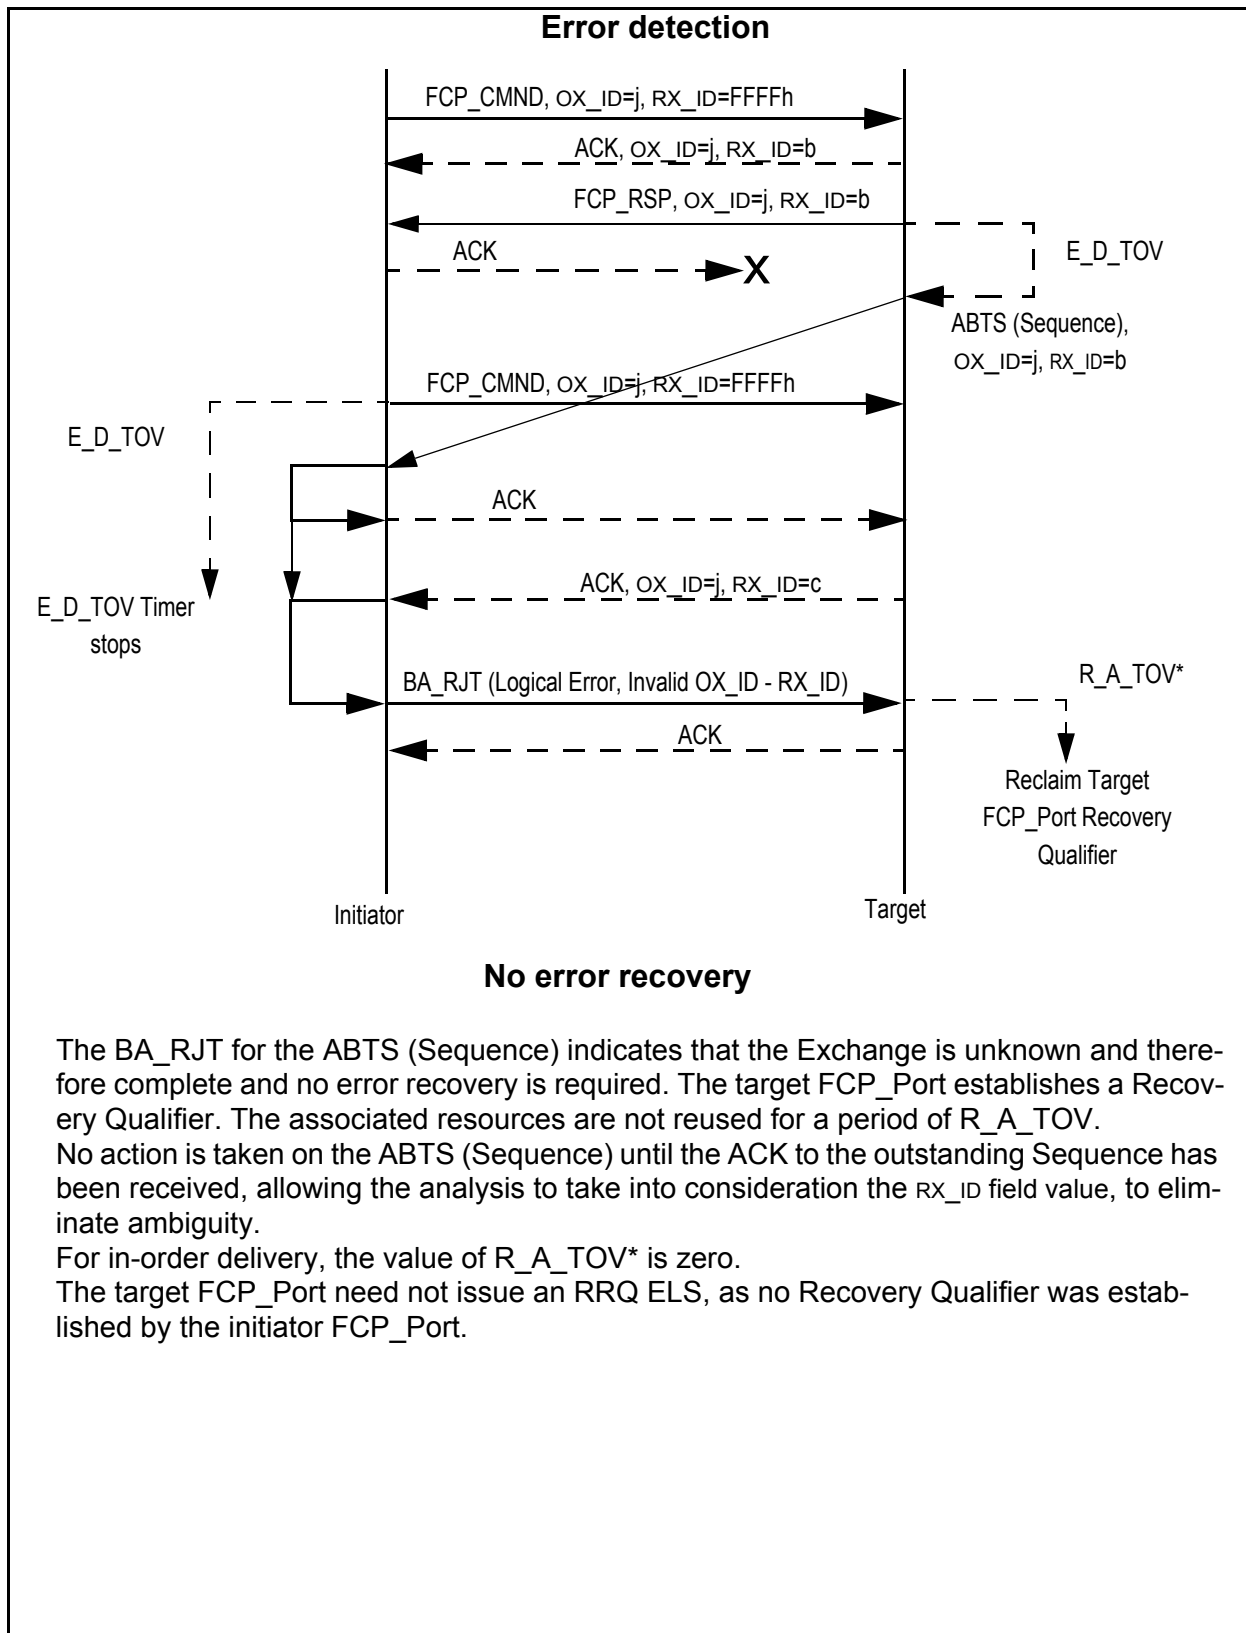 Error detection
FCP_CMND, OX_ID=j, RX_ID=FFFFh
ACK, OX_ID=j, RX_ID=b
FCP_RSP, OX_ID=j, RX_ID=b
ACK
X
E_D_TOV
ABTS (Sequence),
OX_ID=j, RX_ID=b
FCP_CMND, OX_ID=j, RX_ID=FFFFh
E_D_TOV
ACK
ACK, OX_ID=j, RX_ID=c
E_D_TOV Timer
stops
BA_RJT (Logical Error, Invalid OX_ID - RX_ID)
R_A_TOV*
ACK
Reclaim Target
FCP_Port Recovery
Qualifier
Initiator
Target
No error recovery
The BA_RJT for the ABTS (Sequence) indicates that the Exchange is unknown and there-
fore complete and no error recovery is required. The target FCP_Port establishes a Recov-
ery Qualifier. The associated resources are not reused for a period of R_A_TOV.
No action is taken on the ABTS (Sequence) until the ACK to the outstanding Sequence has
been received, allowing the analysis to take into consideration the RX_ID field value, to elim-
inate ambiguity.
For in-order delivery, the value of R_A_TOV* is zero.
The target FCP_Port need not issue an RRQ ELS, as no Recovery Qualifier was estab-
lished by the initiator FCP_Port.